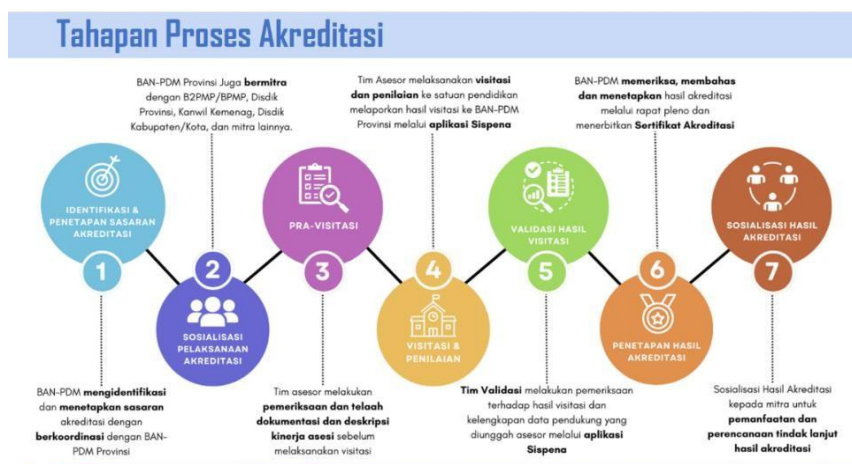 Tahapan Proses Akreditasi
BAN-PDM Provinsi Juga bermitra
dengan B2PMP/BPMP, Disdik
Provinsi, Kanwil Kemenag, Disdik
Kabupaten/Kota, dan mitra lainnya.
Tim Asesor melaksanakan visitasi
dan penilaian ke satuan pendidikan
melaporkan hasil visitasi ke BAN-PDM
Provinsi melalui aplikasi Sispena
BAN-PDM memeriksa, membahas
dan menetapkan hasil akreditasi
melalui rapat pleno dan
menerbitkan Sertifikat Akreditasi
IDENTIFIKASI &
PENETAPAN SASARAN
AKREDITASI
1
2
SOSIALISASI
PELAKSANAAN
AKREDITASI
PRA-VISITASI
3
4
VISITASI &
PENILAIAN
VALIDASI HASIL
VISITASI
5
6
PENETAPAN HASIL
AKREDITASI
SOSIALISASI HASIL
AKREDITASI
7
BAN-PDM mengidentifikasi
dan menetapkan sasaran
akreditasi dengan
berkoordinasi dengan BAN-
PDM Provinsi
Tim asesor melakukan
pemeriksaan dan telaah
dokumentasi dan deskripsi
kinerja asesi sebelum
melaksanakan visitasi
Tim Validasi melakukan pemeriksaan
terhadap hasil visitasi dan
kelengkapan data pendukung yang
diunggah asesor melalui aplikasi
Sispena
Sosialisasi Hasil Akreditasi
kepada mitra untuk
pemanfaatan dan
perencanaan tindak lanjut
hasil akreditasi